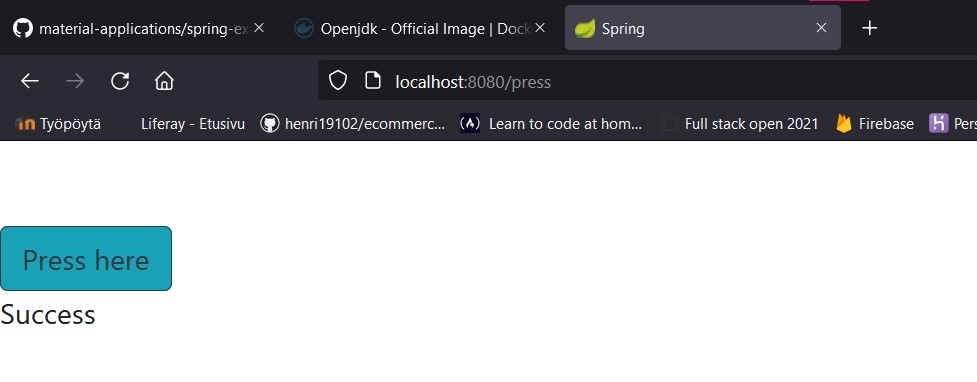 material-applications/spring-ex
Openjdk - Official Image | Dock
Spring
localhost:8080/press
Työpöytä
Liferay - Etusivu
henri19102/ecommerc...
Learn to code at hom...
Full stack open 2021
Firebase
Pers
Press here
Success